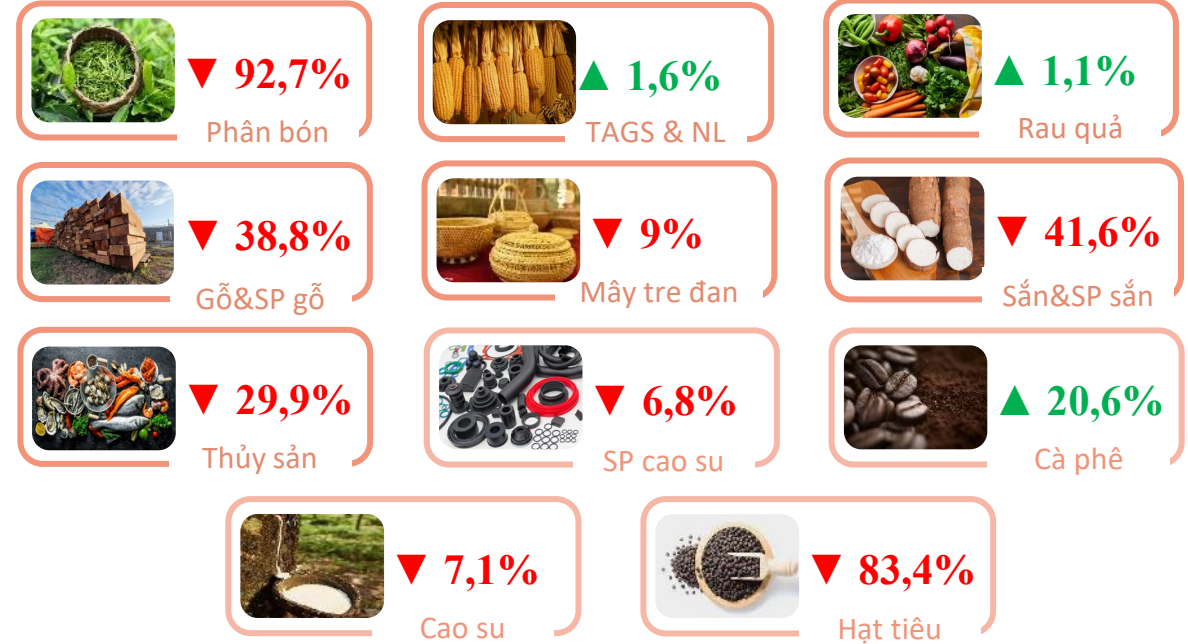 ▼ 92,7%
Phân bón
▲ 1,6%
TAGS & NL
▲ 1,1%
Rau quả
▼ 38,8%
Gỗ&SP gỗ
▼ 9%
Mây tre đan
▼ 41,6%
Sắn&SP sắn
▼ 29,9%
Thủy sản
▼ 6,8%
SP cao su
▲ 20,6%
Cà phê
▼ 7,1%
Cao su
▼ 83,4%
Hạt tiêu